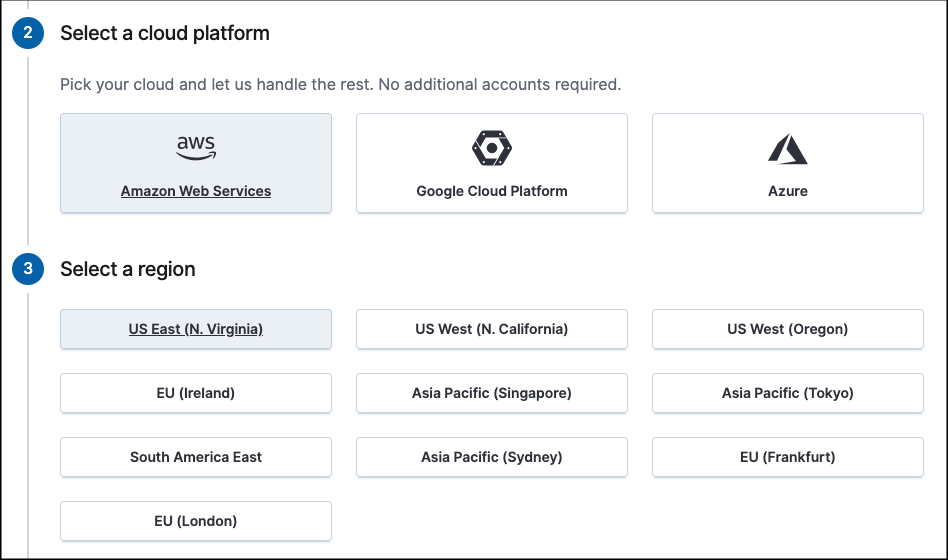 2
Select a cloud platform
Pick your cloud and let us handle the rest. No additional accounts required.
aws
Amazon Web Services
Google Cloud Platform
Azure
3
Select a region
US East (N. Virginia)
US West (N. California)
US West (Oregon)
EU (Ireland)
Asia Pacific (Singapore)
Asia Pacific (Tokyo)
South America East
Asia Pacific (Sydney)
EU (Frankfurt)
EU (London)